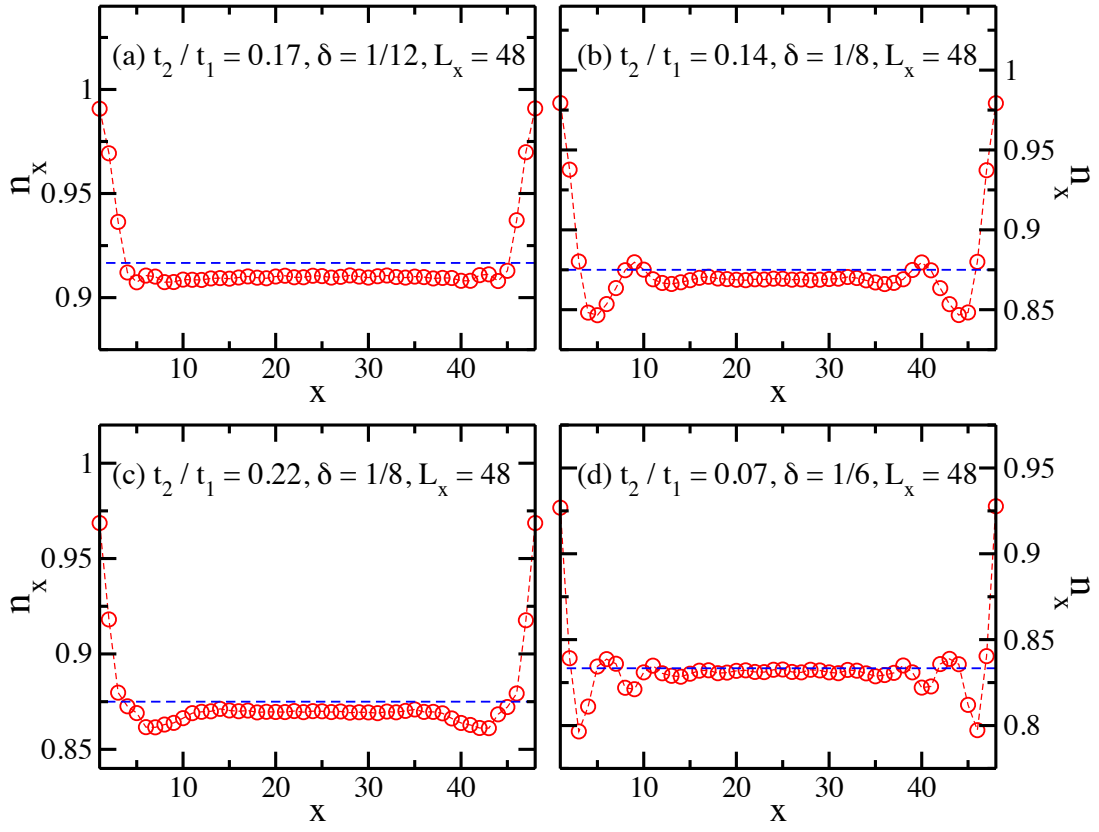 (a) t₂ / t₁ = 0.17, δ = 1/12, Lₓ = 48
1
0.95
0.9
nₓ
10 20 30 40
x
(b) t₂ / t₁ = 0.14, δ = 1/8, Lₓ = 48
1
0.95
0.9
0.85
nₓ
10 20 30 40
x
(c) t₂ / t₁ = 0.22, δ = 1/8, Lₓ = 48
1
0.95
0.9
0.85
nₓ
10 20 30 40
x
(d) t₂ / t₁ = 0.07, δ = 1/6, Lₓ = 48
0.95
0.9
0.85
0.8
nₓ
10 20 30 40
x